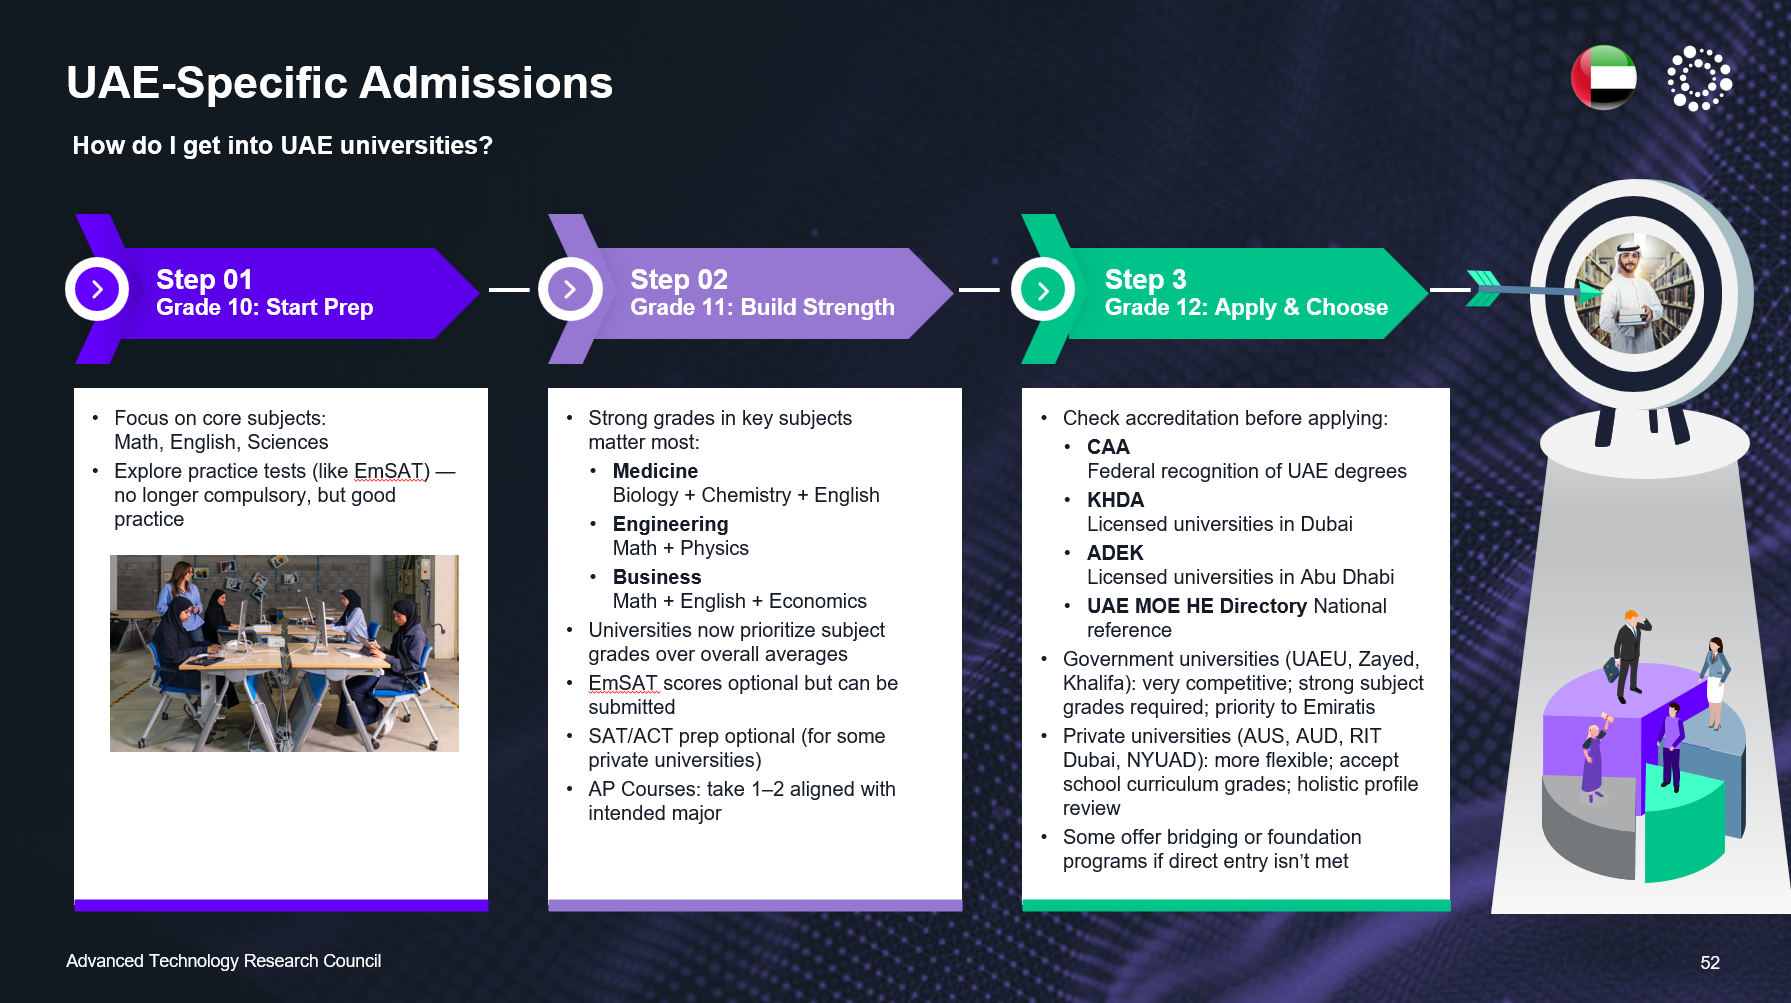 UAE-Specific Admissions
How do I get into UAE universities?
Step 01
Grade 10: Start Prep
Step 02
Grade 11: Build Strength
Step 3
Grade 12: Apply & Choose
• Focus on core subjects:
Math, English, Sciences
• Explore practice tests (like EmSAT) —
no longer compulsory, but good
practice
• Strong grades in key subjects
matter most:
• Medicine
Biology + Chemistry + English
• Engineering
Math + Physics
• Business
Math + English + Economics
• Universities now prioritize subject
grades over overall averages
• EmSAT scores optional but can be
submitted
• SAT/ACT prep optional (for some
private universities)
• AP Courses: take 1–2 aligned with
intended major
• Check accreditation before applying:
• CAA
Federal recognition of UAE degrees
• KHDA
Licensed universities in Dubai
• ADEK
Licensed universities in Abu Dhabi
• UAE MOE HE Directory National
reference
• Government universities (UAEU, Zayed,
Khalifa): very competitive; strong subject
grades required; priority to Emiratis
• Private universities (AUS, AUD, RIT
Dubai, NYUAD): more flexible; accept
school curriculum grades; holistic profile
review
• Some offer bridging or foundation
programs if direct entry isn’t met
Advanced Technology Research Council
52